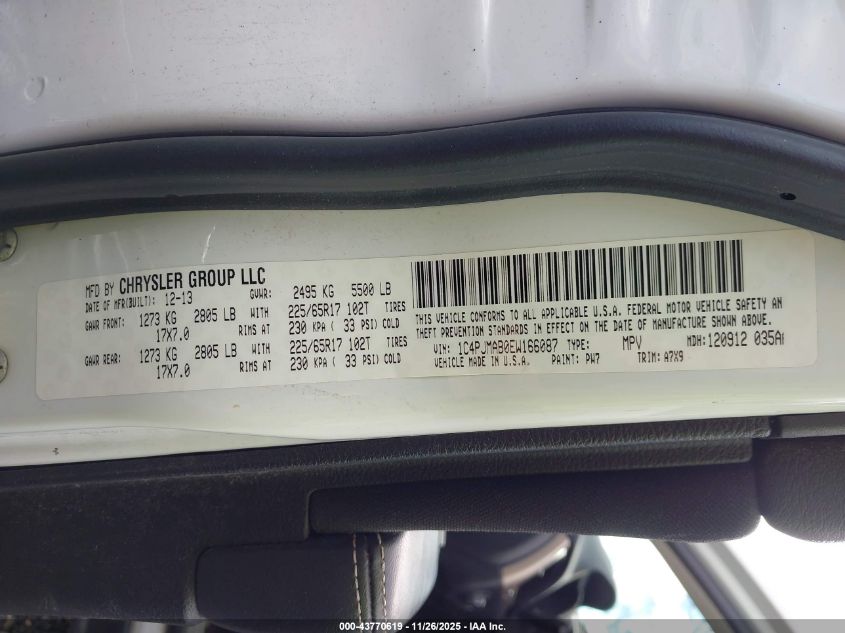 MFD BY CHRYSLER GROUP LLC
DATE OF MFR(BUILT): 12-13 GVWR: 2495 KG 5500 LB
GAWR FRONT: 1273 KG 2805 LB WITH 225/65R17 102T TIRES
17X7.0 RIMS AT 230 KPA ( 33 PSI) COLD
GAWR REAR: 1273 KG 2805 LB WITH 225/65R17 102T TIRES
17X7.0 RIMS AT 230 KPA ( 33 PSI) COLD
THIS VEHICLE CONFORMS TO ALL APPLICABLE U.S.A. FEDERAL MOTOR VEHICLE SAFETY AN
THEFT PREVENTION STANDARDS IN EFFECT ON THE DATE OF MANUFACTURE SHOWN ABOVE.
VIN: 1C4PJMAB0EW166087 TYPE: MPV MDH: 120912 035A
VEHICLE MADE IN U.S.A. PAINT: PW7 TRIM: A7X9
000-43770619 | 11/26/2025 - IAA Inc.